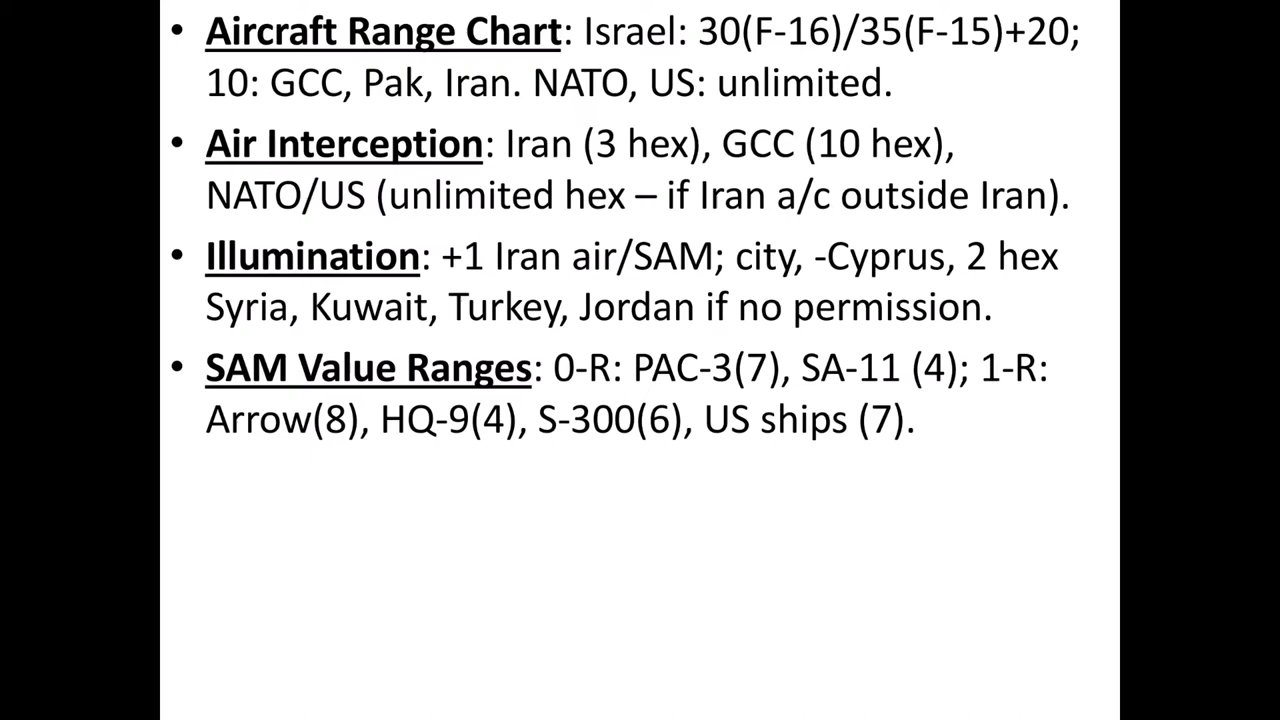 • Aircraft Range Chart: Israel: 30(F-16)/35(F-15)+20;
10: GCC, Pak, Iran. NATO, US: unlimited.
• Air Interception: Iran (3 hex), GCC (10 hex),
NATO/US (unlimited hex – if Iran a/c outside Iran).
• Illumination: +1 Iran air/SAM; city, -Cyprus, 2 hex
Syria, Kuwait, Turkey, Jordan if no permission.
• SAM Value Ranges: 0-R: PAC-3(7), SA-11 (4); 1-R:
Arrow(8), HQ-9(4), S-300(6), US ships (7).